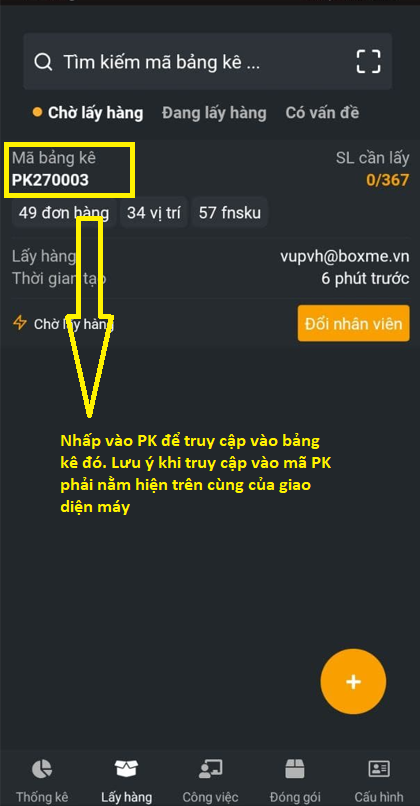 Tìm kiếm mã bảng kê ...
Chờ lấy hàng Đang lấy hàng Có vấn đề
Mã bảng kê SL cần lấy
PK270003 0/367
49 đơn hàng 34 vị trí 57 fnsku
Lấy hàng vupvh@boxme.vn
Thời gian tạo 6 phút trước
Chờ lấy hàng Đổi nhân viên
Nhấp vào PK để truy cập vào bảng
kê đó. Lưu ý khi truy cập vào mã PK
phải nằm hiện trên cùng của giao
diện máy
Thống kê Lấy hàng Công việc Đóng gói Cấu hình